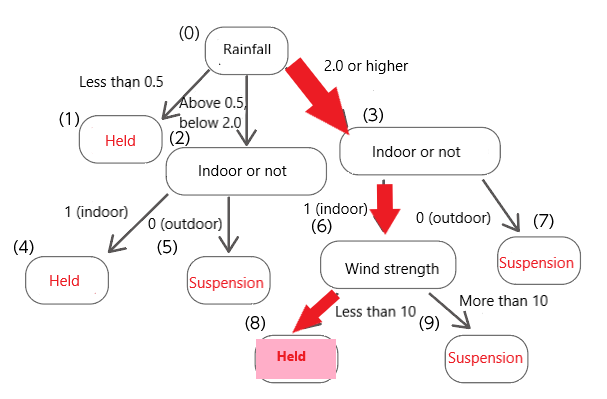 (0)
Rainfall
Less than 0.5
Above 0.5,
below 2.0
2.0 or higher
(1)
Held
(2)
Indoor or not
(3)
Indoor or not
1 (indoor)
0 (outdoor)
1 (indoor)
0 (outdoor)
(4)
Held
(5)
Suspension
(6)
Wind strength
(7)
Suspension
Less than 10
More than 10
(8)
Held
(9)
Suspension